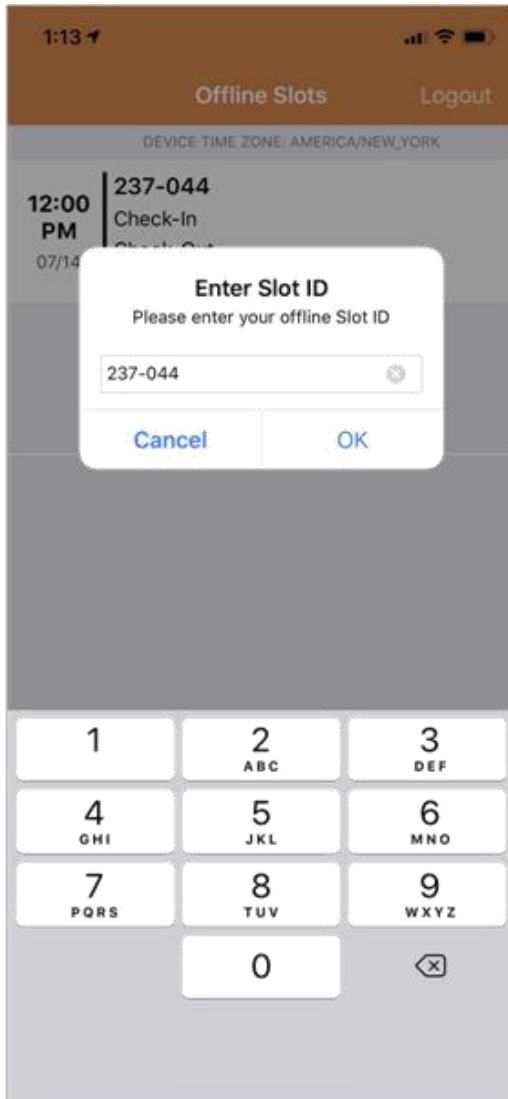 1:13
Offline Slots Logout
DEVICE TIME ZONE: AMERICA/NEW_YORK
12:00 PM
07/14
237-044
Check-In
Check-Out
Enter Slot ID
Please enter your offline Slot ID
237-044
Cancel OK
1 2 3
ABC DEF
4 5 6
GHI JKL MNO
7 8 9
PQRS TUV WXYZ
0